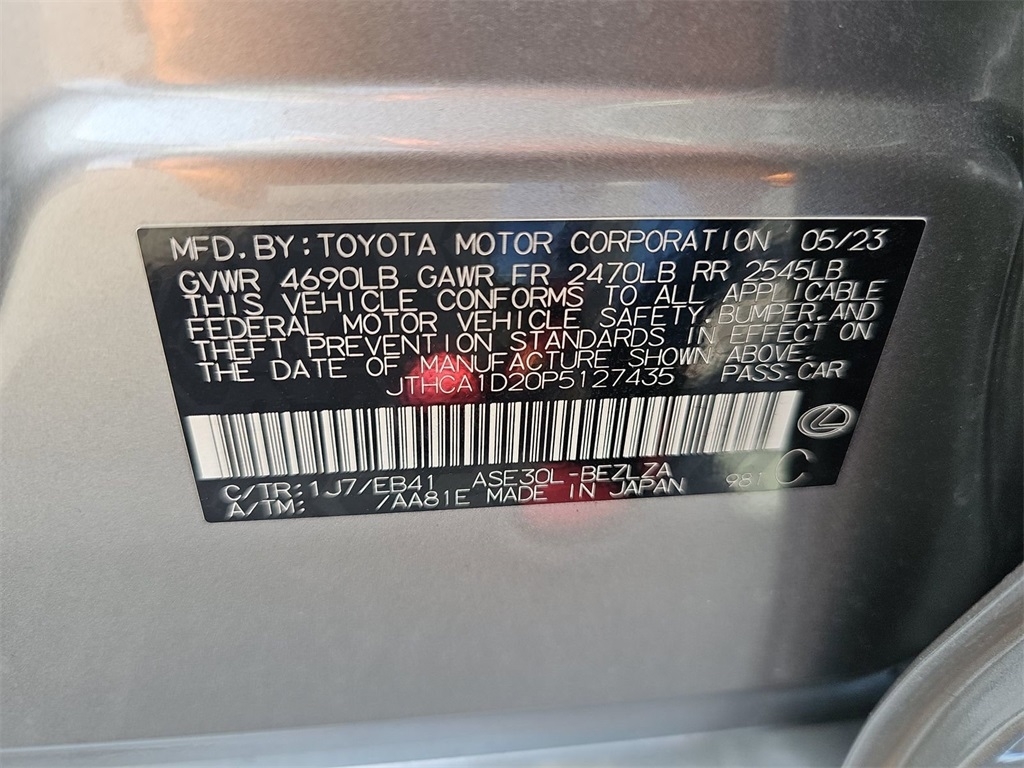 MFD.BY:TOYOTA MOTOR CORPORATION 05/23
GVWR 4690LB GAWR FR 2470LB RR 2545LB
THIS VEHICLE CONFORMS TO ALL APPLICABLE
FEDERAL MOTOR VEHICLE SAFETY,BUMPER,AND
THEFT PREVENTION STANDARDS IN EFFECT ON
THE DATE OF MANUFACTURE SHOWN ABOVE.
JTHCA1D20P5127435 PASS.CAR
C/TR:1J7/EB41 ASE30L-BEZLZA
A/TM: /AA81E MADE IN JAPAN 981 C